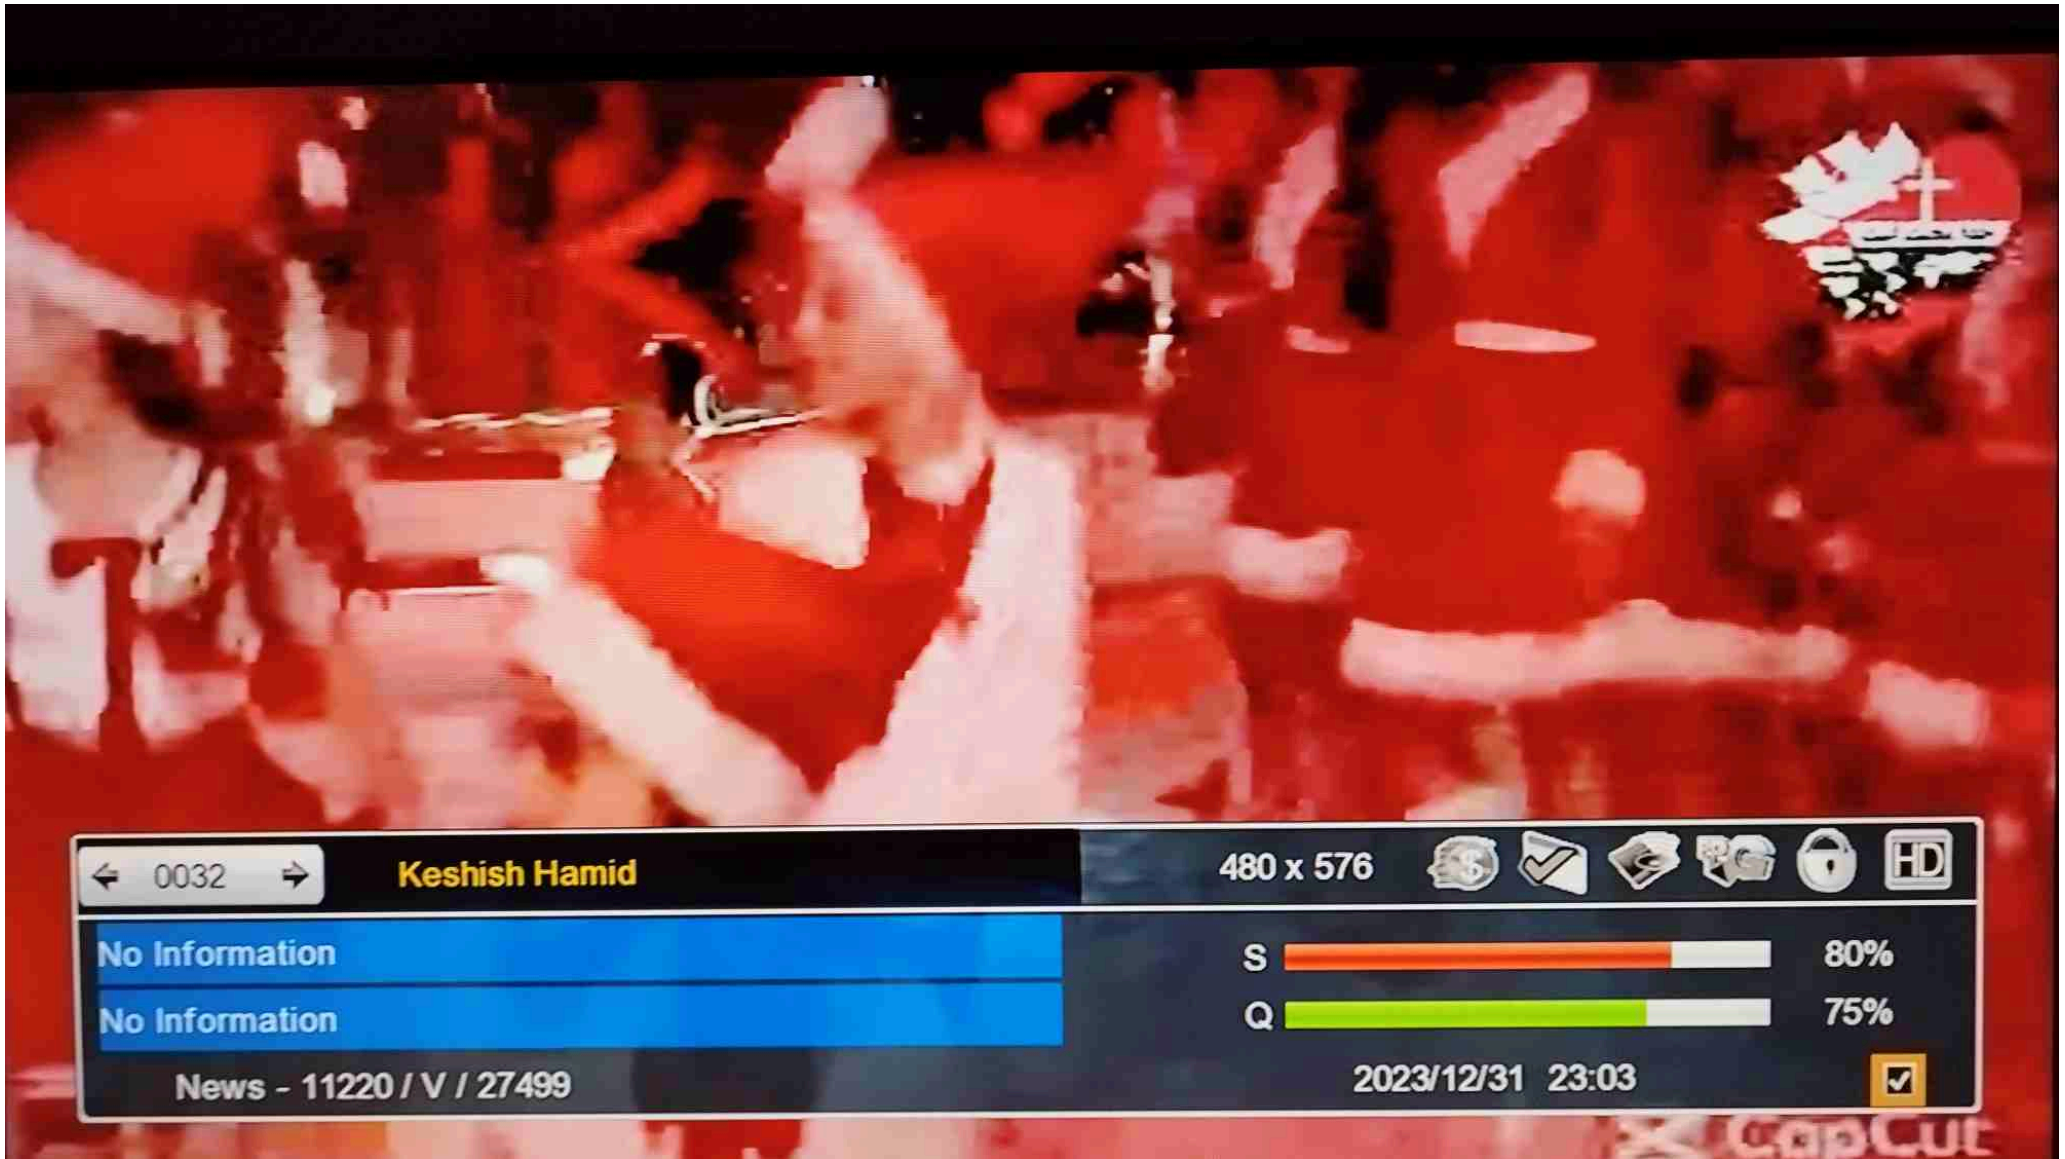 0032
Keshish Hamid
480 x 576
HD
No Information
No Information
S 80%
Q 75%
News - 11220 / V / 27499
2023/12/31 23:03
CapCut